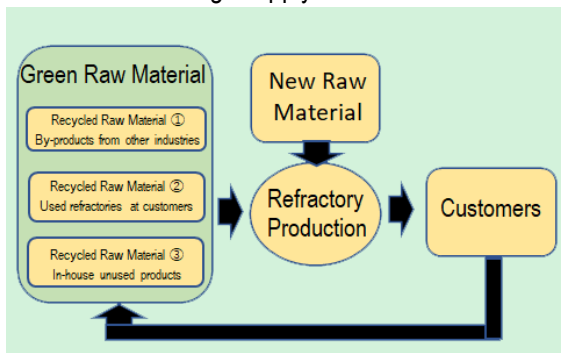 Green Raw Material
Recycled Raw Material ①
By-products from other industries
Recycled Raw Material ②
Used refractories at customers
Recycled Raw Material ③
In-house unused products
New Raw
Material
Refractory
Production
Customers